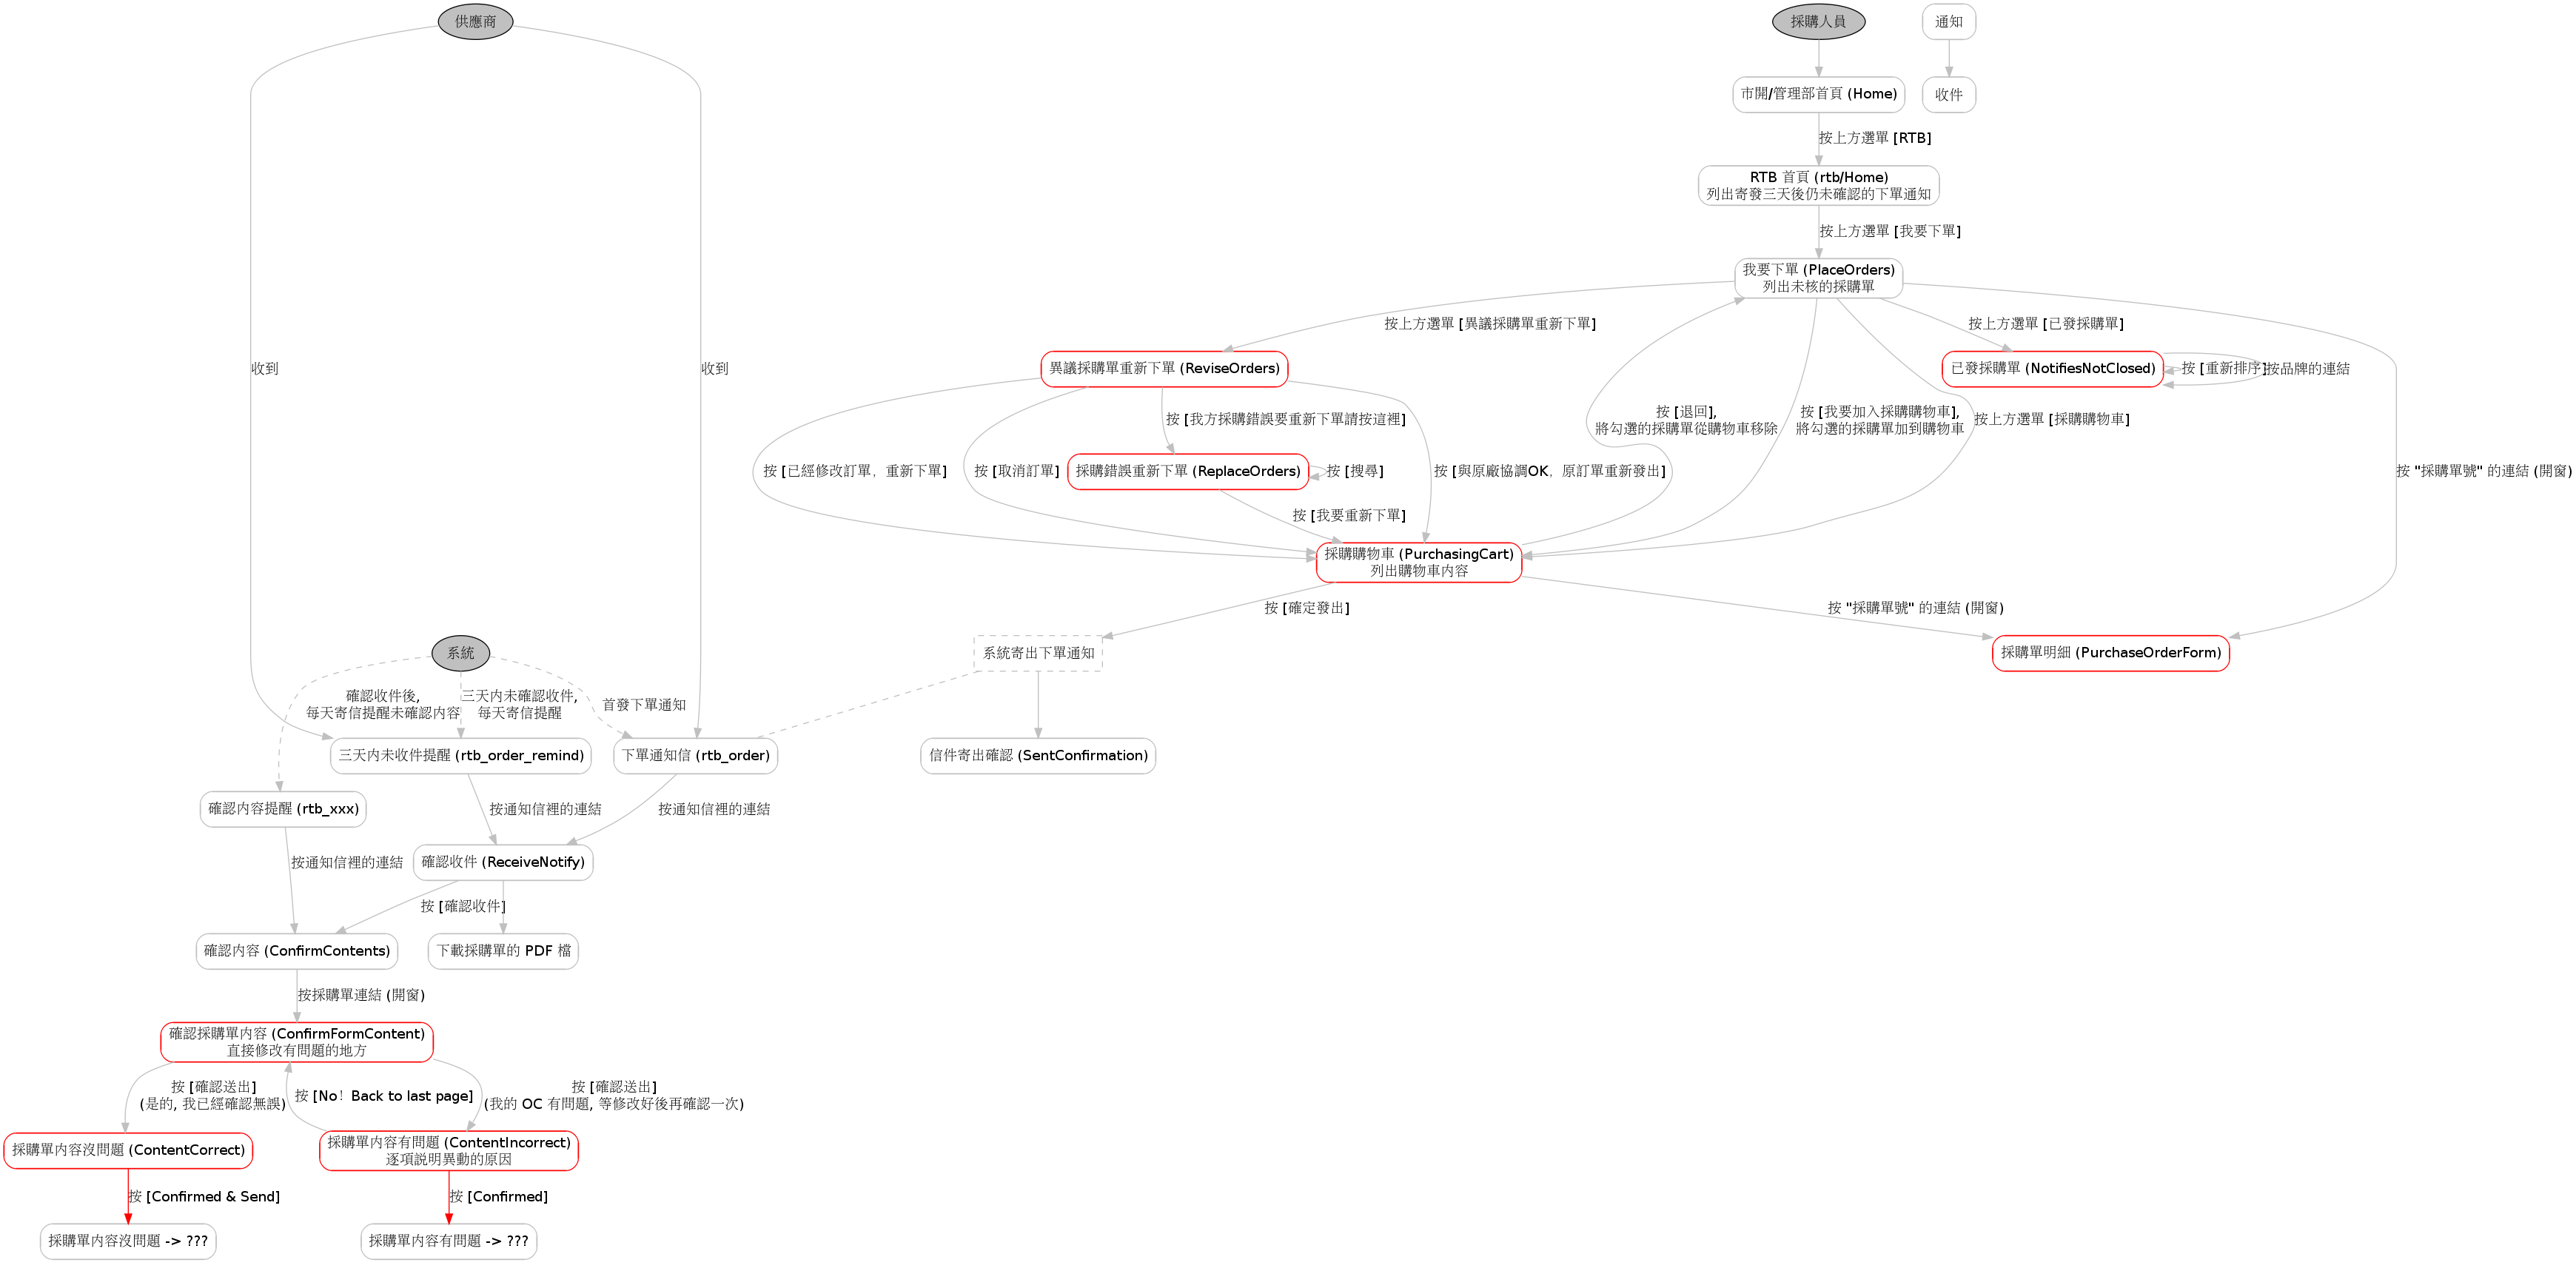 供應商
採購人員
通知
市開/管理部首頁 (Home)
收件
按上方選單 [RTB]
RTB 首頁 (rtb/Home)
列出寄發三天後仍未確認的下單通知
按上方選單 [我要下單]
我要下單 (PlaceOrders)
列出未核的採購單
按上方選單 [異議採購單重新下單]
按上方選單 [已發採購單]
收到
收到
異議採購單重新下單 (ReviseOrders)
已發採購單 (NotifiesNotClosed)
按 [重新排序]
按品牌的連結
按 [我方採購錯誤要重新下單請按這裡]
按 [退回],
將勾選的採購單從購物車移除
按 [我要加入採購購物車],
將勾選的採購單加到購物車
按上方選單 [採購購物車]
按 [已經修改訂單，重新下單]
按 [取消訂單]
採購錯誤重新下單 (ReplaceOrders)
按 [搜尋]
按 [與原廠協調OK，原訂單重新發出]
按 "採購單號" 的連結 (開窗)
按 [我要重新下單]
採購購物車 (PurchasingCart)
列出購物車內容
按 [確定發出]
按 "採購單號" 的連結 (開窗)
系統
系統寄出下單通知
採購單明細 (PurchaseOrderForm)
確認收件後,
每天寄信提醒未確認內容
三天內未確認收件,
每天寄信提醒
首發下單通知
三天內未收件提醒 (rtb_order_remind)
下單通知信 (rtb_order)
信件寄出確認 (SentConfirmation)
確認內容提醒 (rtb_xxx)
按通知信裡的連結
按通知信裡的連結
按通知信裡的連結
確認收件 (ReceiveNotify)
按 [確認收件]
確認內容 (ConfirmContents)
下載採購單的 PDF 檔
按採購單連結 (開窗)
確認採購單內容 (ConfirmFormContent)
直接修改有問題的地方
按 [確認送出]
(是的, 我已經確認無誤)
按 [No！Back to last page]
按 [確認送出]
(我的 OC 有問題, 等修改好後再確認一次)
採購單內容沒問題 (ContentCorrect)
採購單內容有問題 (ContentIncorrect)
逐項說明異動的原因
按 [Confirmed & Send]
按 [Confirmed]
採購單內容沒問題 -> ???
採購單內容有問題 -> ???